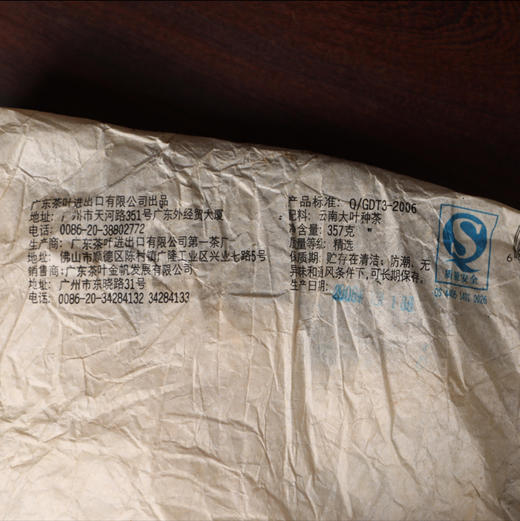 广东茶叶进出口有限公司出品
地址：广州市天河路351号广东外经贸大厦
电话：0086-20-38802772
生产商：广东茶叶进出口有限公司第一茶厂
地址：佛山市顺德区陈村镇广隆工业区兴业七路5号
销售商：广东茶叶金帆发展有限公司
地址：广州市东晓路31号
电话：0086-20-34284132 34284133
产品标准：Q/GDT3-2006
配料：云南大叶种茶
净含量：357克
质量等级：精选
保质期：贮存在清洁、防潮、无
异味和通风条件下，可长期保存。
生产日期：
质量安全
QS 4406 1401 0026